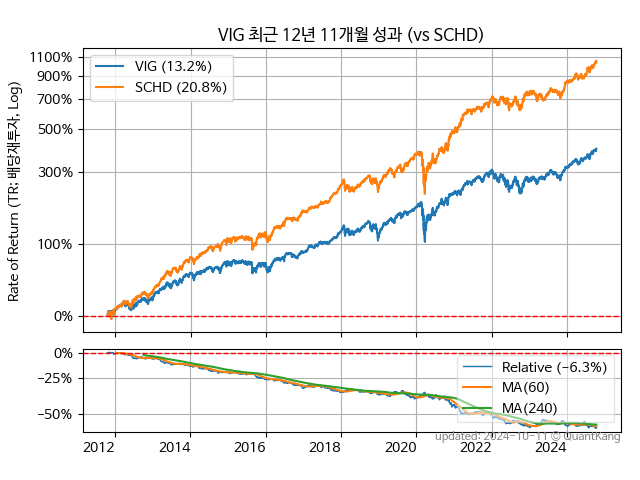 VIG 최근 12년 11개월 성과 (vs SCHD)
Rate of Return (TR; 배당재투자, Log)
1100%
900%
700%
500%
300%
100%
0%
VIG (13.2%)
SCHD (20.8%)
0%
−25%
−50%
Relative (−6.3%)
MA(60)
MA(240)
updated: 2024-10-11 © QuantKang
2012
2014
2016
2018
2020
2022
2024